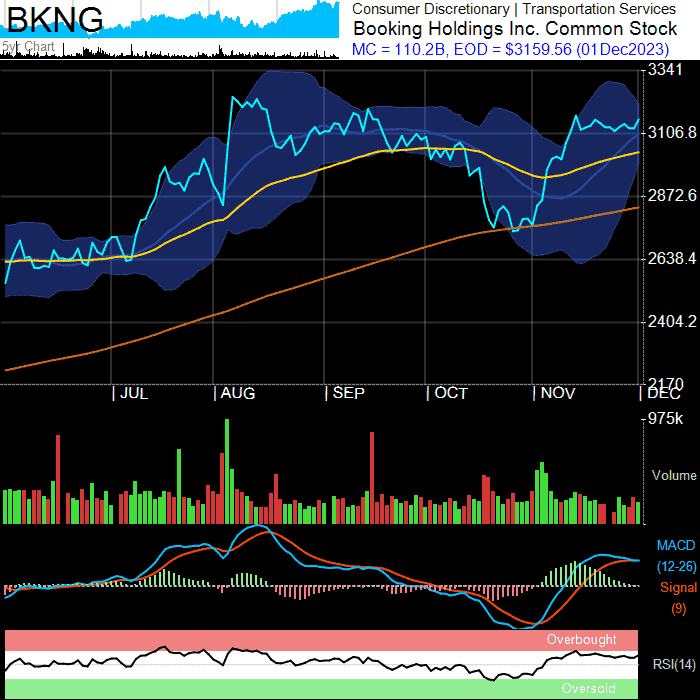 BKNG
5yr Chart
Consumer Discretionary | Transportation Services
Booking Holdings Inc. Common Stock
MC = 110.2B, EOD = $3159.56 (01Dec2023)
3341
3106.8
2872.6
2638.4
2404.2
2170
JUL AUG SEP OCT NOV DEC
975k
Volume
MACD
(12-26)
Signal
(9)
Overbought
RSI(14)
Oversold